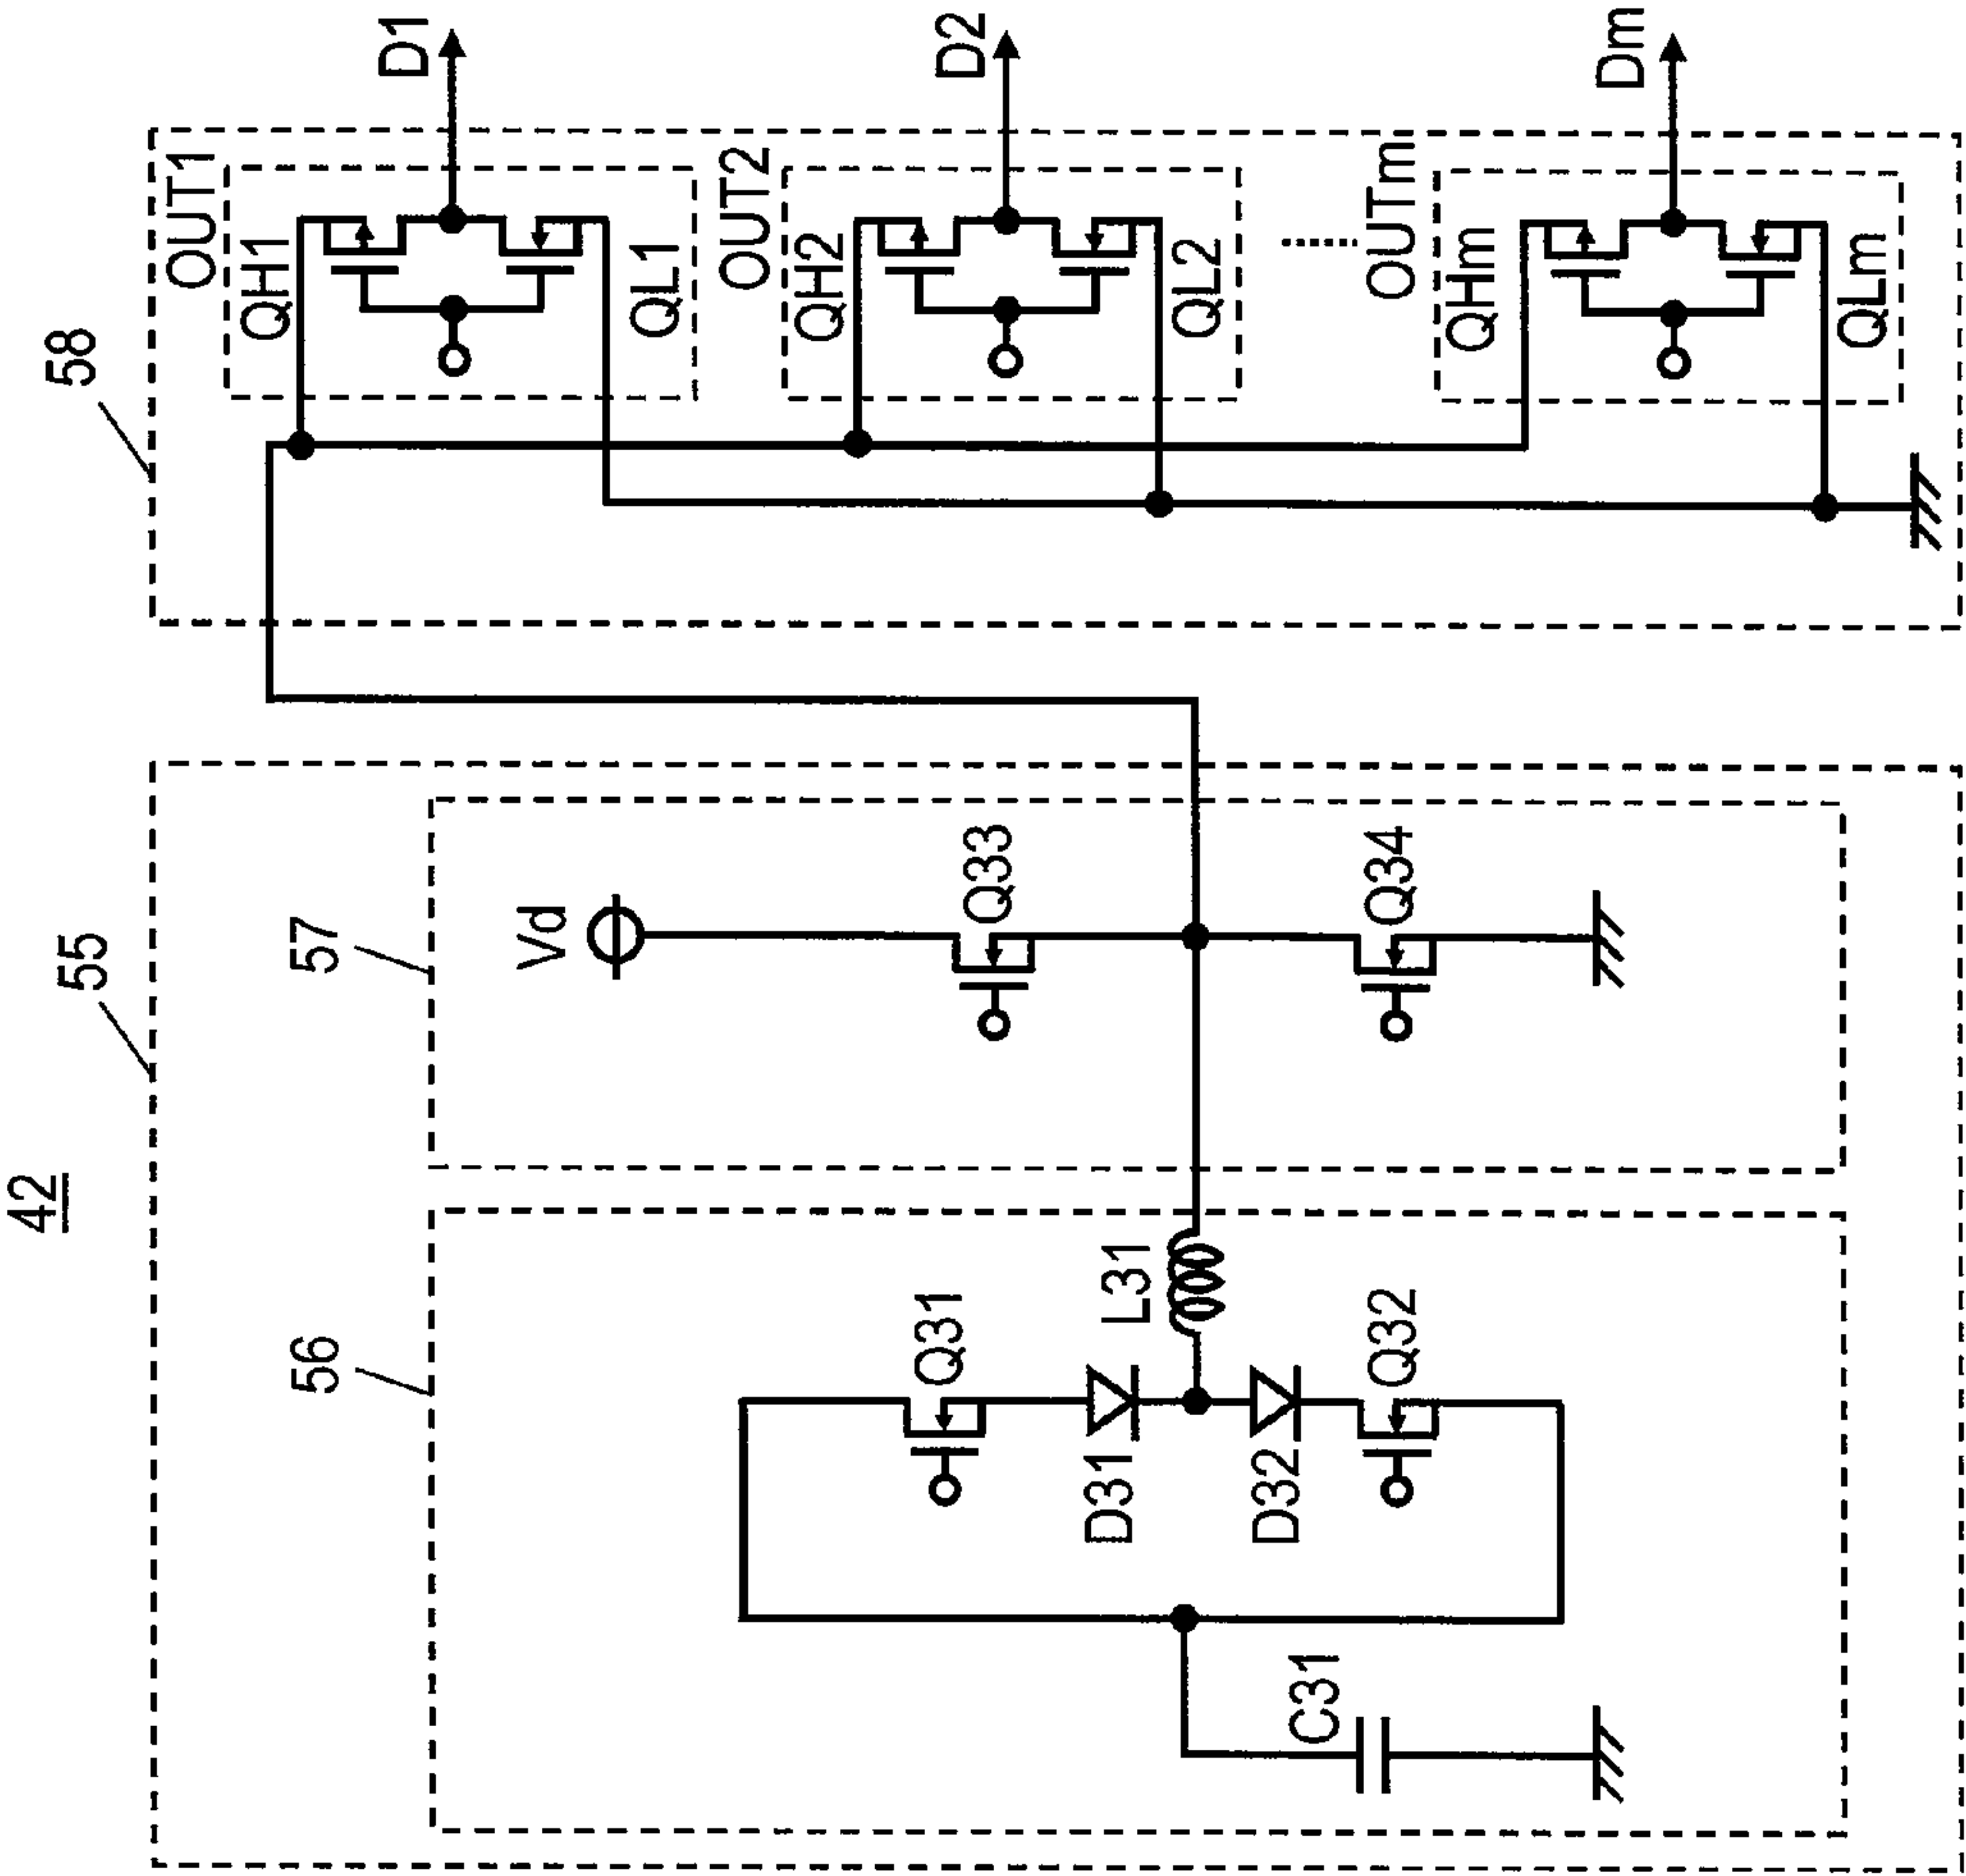 42
55
56
57
58
C31
Q31
D31
L31
D32
Q32
Vd
Q33
Q34
OUT1
QH1
QL1
D1
OUT2
QH2
QL2
D2
OUTm
QHm
QLm
Dm